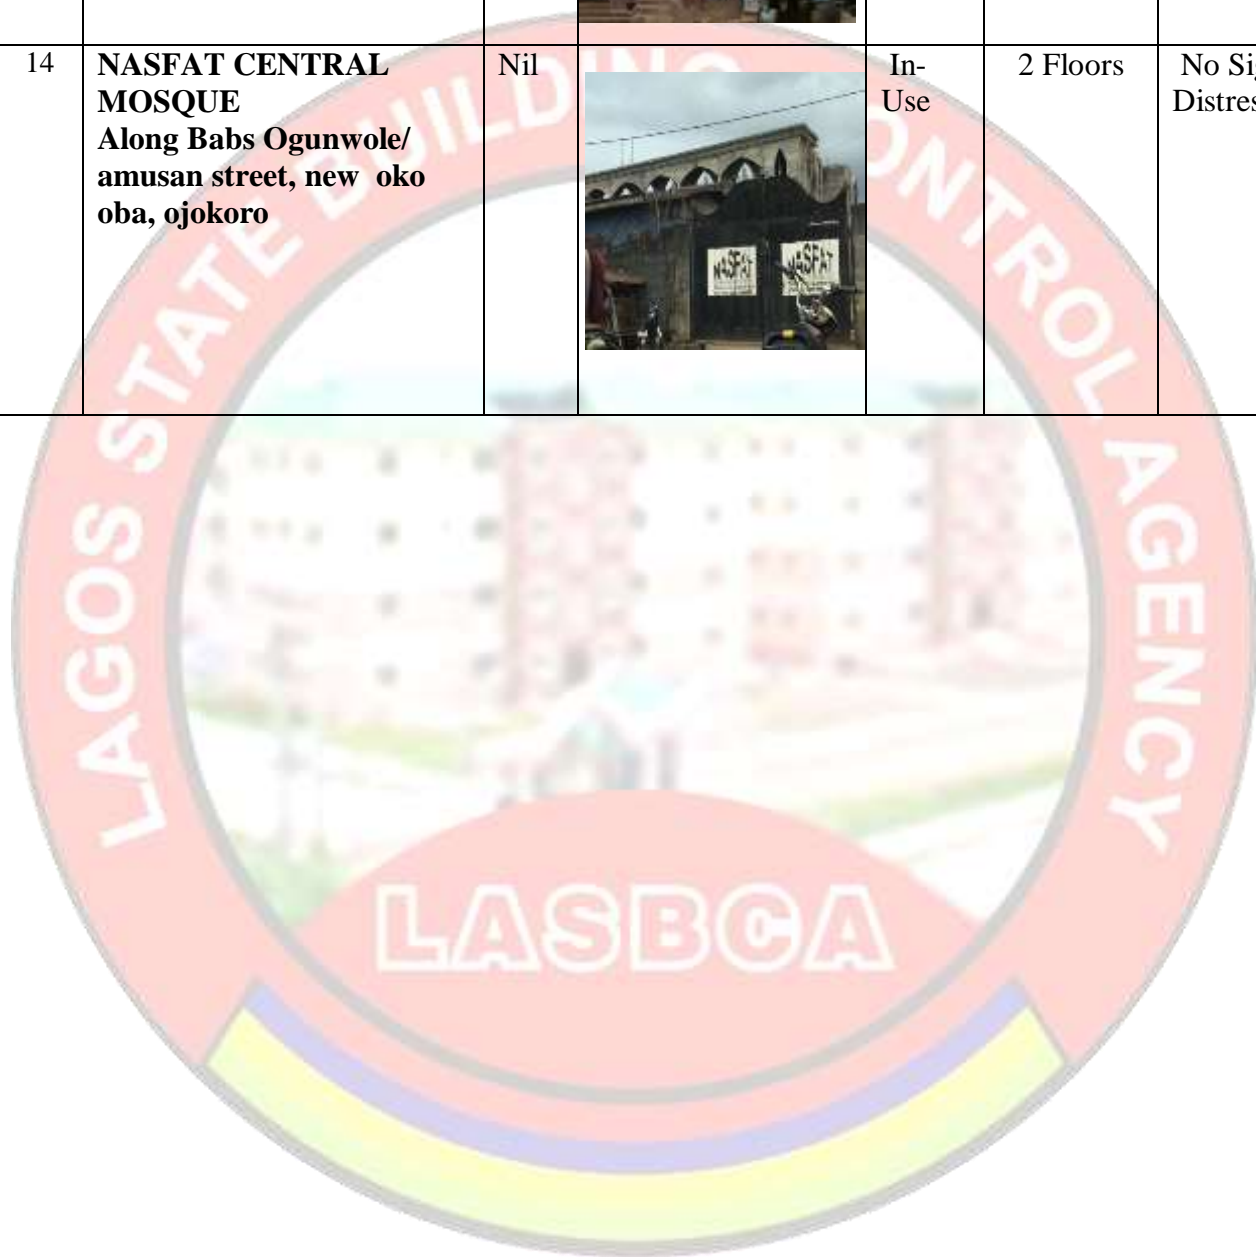 14
NASFAT CENTRAL
MOSQUE
Along Babs Ogunwole/
amusan street, new oko
oba, ojokoro
Nil
NASFAT
NASFAT
In-
Use
2 Floors
No Sig
Distres
LAGOS STATE BUILDING CONTROL AGENCY
LASBCA